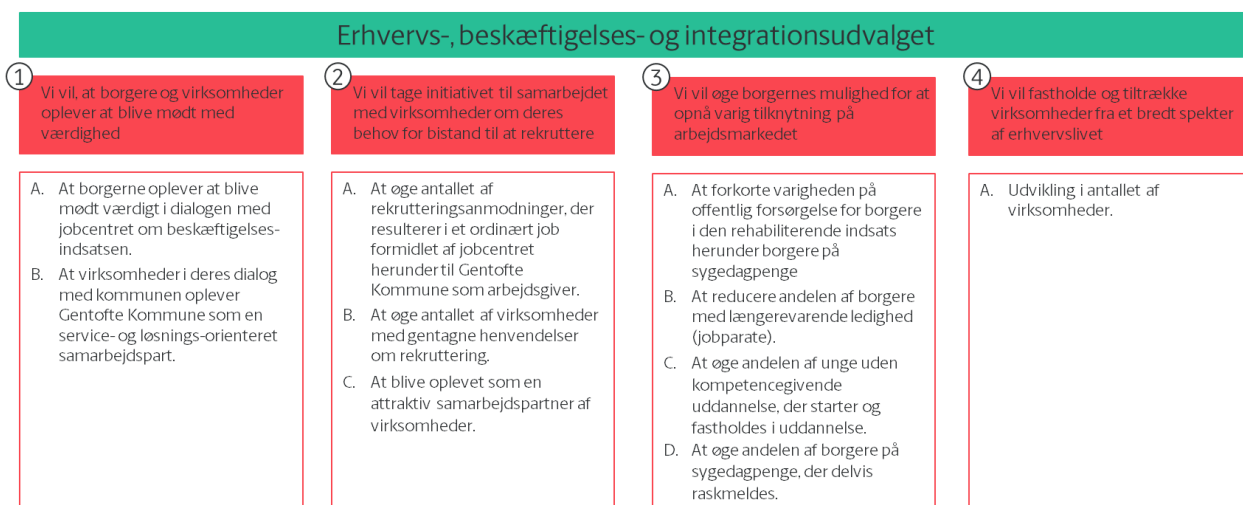 Erhvervs-, beskæftigelses- og integrationsudvalget
1
Vi vil, at borgere og virksomheder
oplever at blive mødt med
værdighed
A. At borgerne oplever at blive
mødt værdigt i dialogen med
jobcentret om beskæftigelses-
indsatsen.
B. At virksomheder i deres dialog
med kommunen oplever
Gentofte Kommune som en
service- og løsnings-orienteret
samarbejdspart.
2
Vi vil tage initiativet til samarbejdet
med virksomheder om deres
behov for bistand til at rekruttere
A. At øge antallet af
rekrutteringsanmodninger, der
resulterer i et ordinært job
formidlet af jobcentret
herunder til Gentofte
Kommune som arbejdsgiver.
B. At øge antallet af virksomheder
med gentagne henvendelser
om rekruttering.
C. At blive oplevet som en
attraktiv samarbejdspartner af
virksomheder.
3
Vi vil øge borgernes mulighed for at
opnå varig tilknytning på
arbejdsmarkedet
A. At forkorte varigheden på
offentlig forsørgelse for borgere
i den rehabiliterende indsats
herunder borgere på
sygedagpenge
B. At reducere andelen af borgere
med længerevarende ledighed
(jobparate).
C. At øge andelen af unge uden
kompetencegivende
uddannelse, der starter og
fastholdes i uddannelse.
D. At øge andelen af borgere på
sygedagpenge, der delvis
raskmeldes.
4
Vi vil fastholde og tiltrække
virksomheder fra et bredt spekter
af erhvervslivet
A. Udvikling i antallet af
virksomheder.